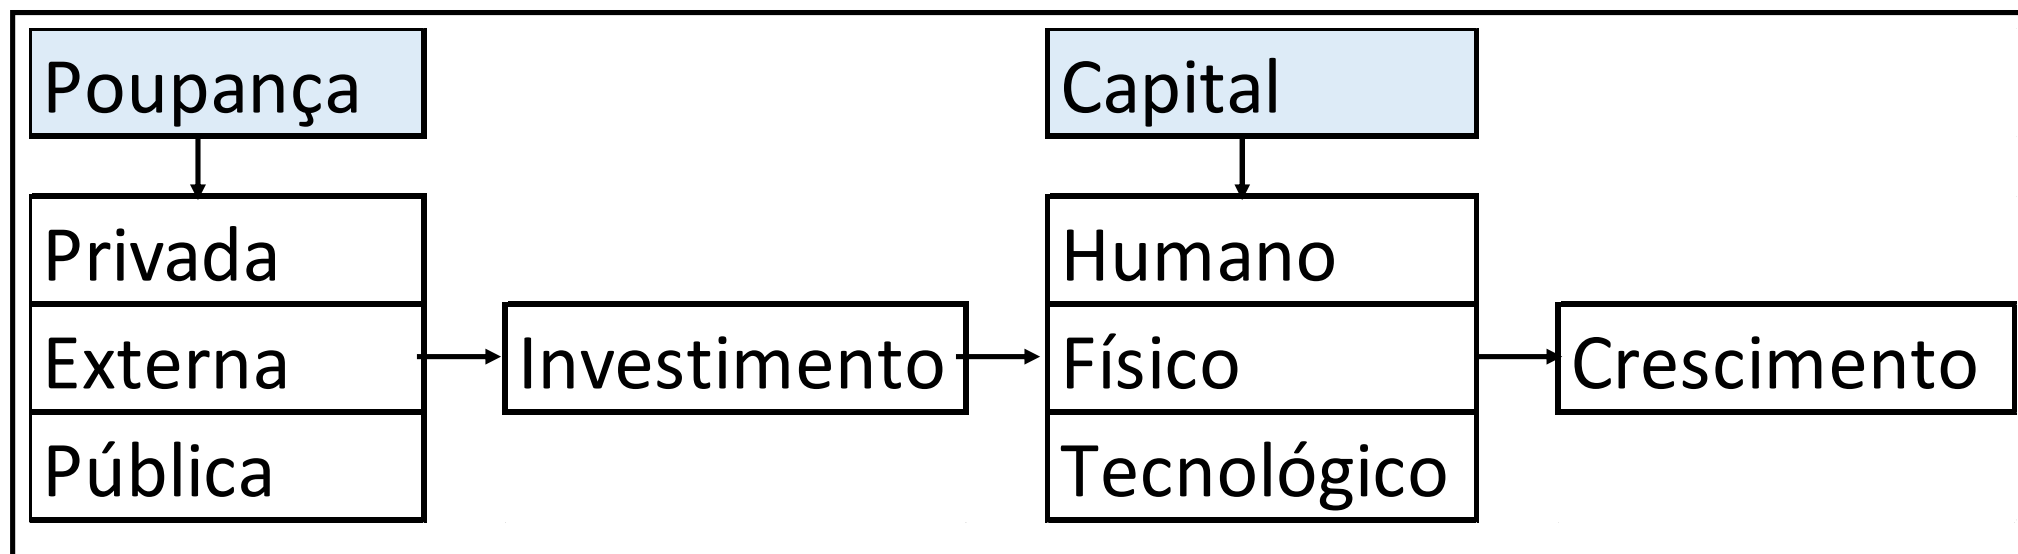 Poupança
Privada
Externa
Pública
Investimento
Capital
Humano
Físico
Tecnológico
Crescimento